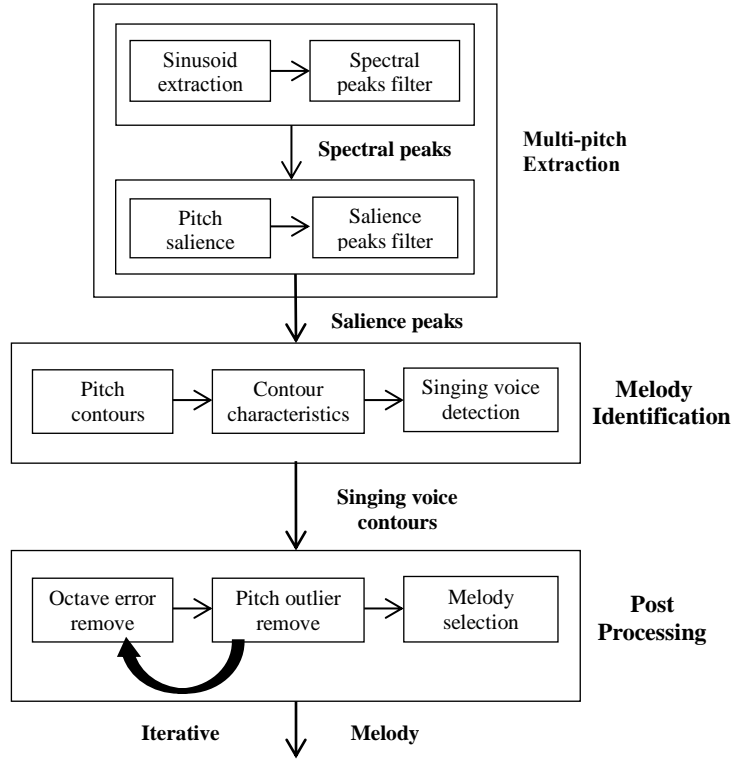 Sinusoid
extraction
Spectral
peaks filter
Spectral peaks
Multi-pitch
Extraction
Pitch
salience
Salience
peaks filter
Salience peaks
Pitch
contours
Contour
characteristics
Singing voice
detection
Melody
Identification
Singing voice
contours
Octave error
remove
Pitch outlier
remove
Melody
selection
Post
Processing
Iterative
Melody